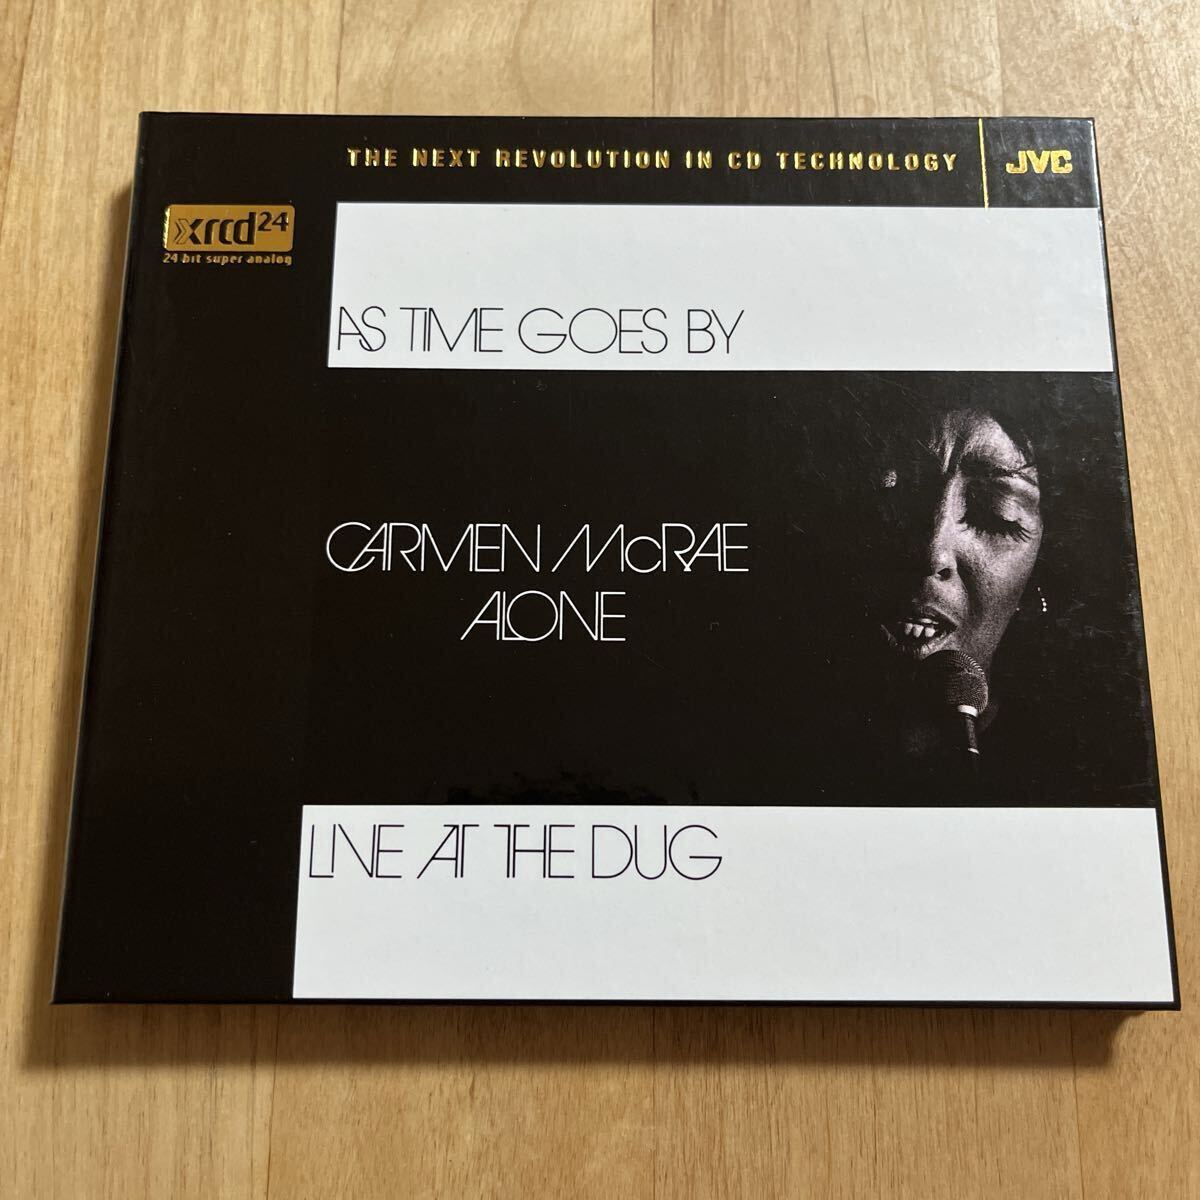 THE NEXT REVOLUTION IN CD TECHNOLOGY
JVC
xrcd24
24 bit super analog
AS TIME GOES BY
CARMEN McRAE
ALONE
LIVE AT THE DUG